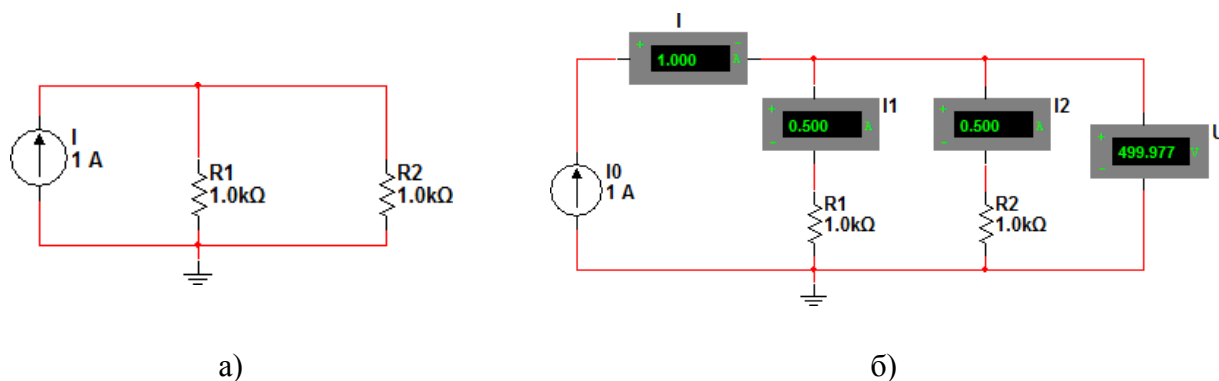 I
1 A
R1
1.0kΩ
R2
1.0kΩ
а)
I
+ 1.000 – A
I1
+ 0.500 A –
I2
+ 0.500 A –
U
+ 499.977 V –
I0
1 A
R1
1.0kΩ
R2
1.0kΩ
б)